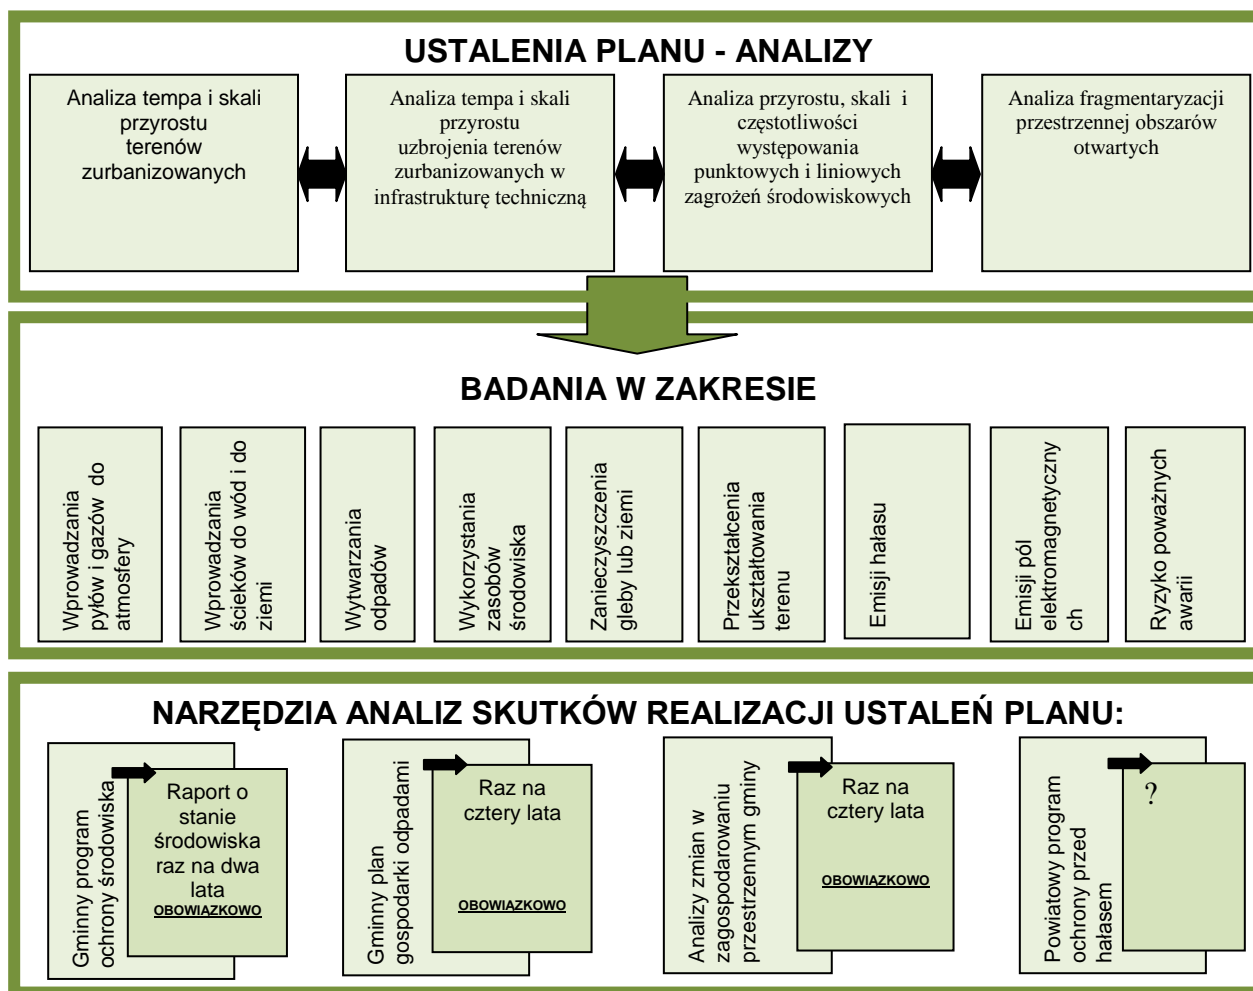 USTALENIA PLANU - ANALIZY
Analiza tempa i skali
przyrostu
terenów
zurbanizowanych
Analiza tempa i skali
przyrostu
uzbrojenia terenów
zurbanizowanych w
infrastrukturę techniczną
Analiza przyrostu, skali i
częstotliwości
występowania
punktowych i liniowych
zagrożeń środowiskowych
Analiza fragmentaryzacji
przestrzennej obszarów
otwartych
BADANIA W ZAKRESIE
Wprowadzania
pyłów i gazów do
atmosfery
Wprowadzania
ścieków do wód i do
ziemi
Wytwarzania
odpadów
Wykorzystania
zasobów
środowiska
Zanieczyszczenia
gleby lub ziemi
Przekształcenia
ukształtowania
terenu
Emisji hałasu
Emisji pól
elektromagnetyczny
ch
Ryzyko poważnych
awarii
NARZĘDZIA ANALIZ SKUTKÓW REALIZACJI USTALEŃ PLANU:
Gminny program
ochrony środowiska
Raport o
stanie
środowiska
raz na dwa
lata
OBOWIĄZKOWO
Gminny plan
gospodarki odpadami
Raz na
cztery lata
OBOWIĄZKOWO
Analizy zmian w
zagospodarowaniu
przestrzennym gminy
Raz na
cztery lata
OBOWIĄZKOWO
Powiatowy program
ochrony przed
hałasem
?